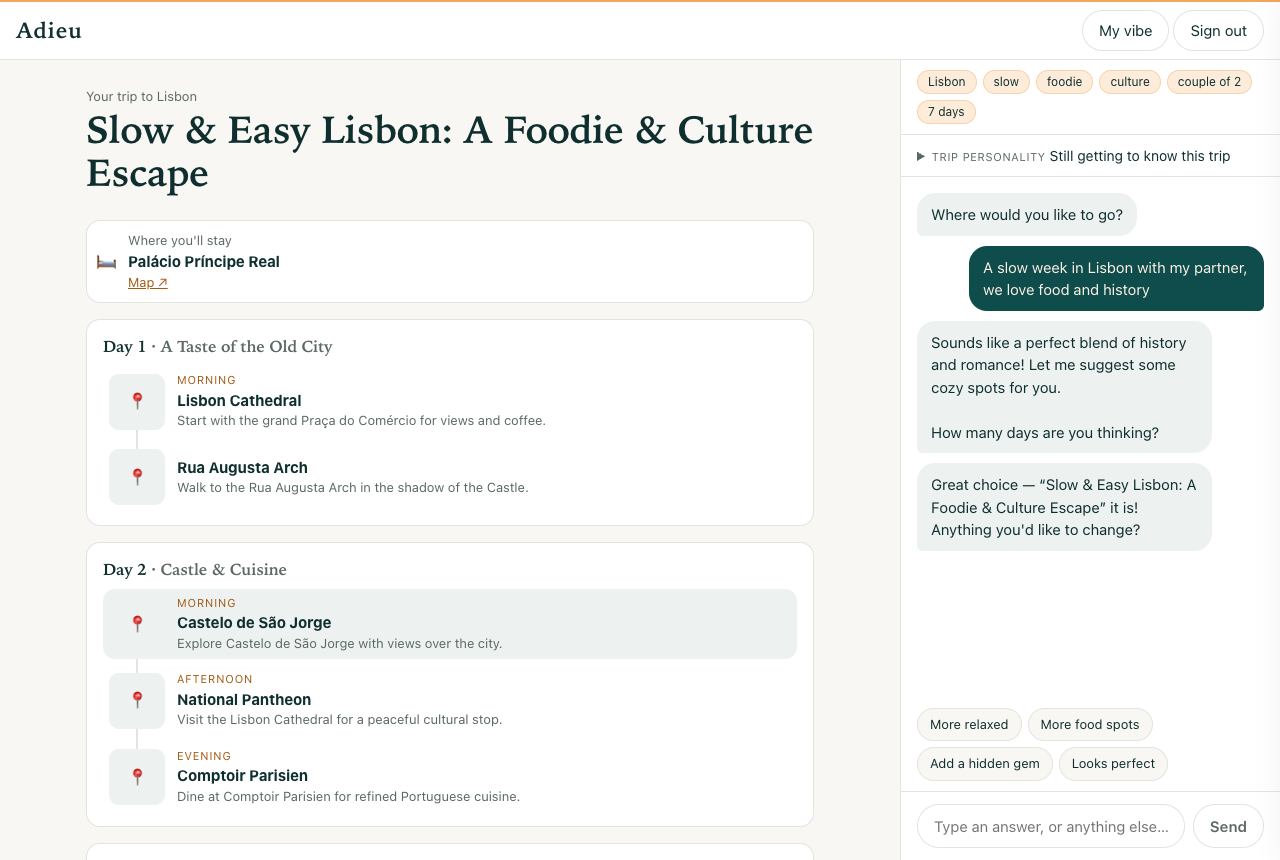 Adieu
My vibe
Sign out
Your trip to Lisbon
Slow & Easy Lisbon: A Foodie & Culture
Escape
Where you'll stay
Palácio Príncipe Real
Map ↗
Day 1 · A Taste of the Old City
MORNING
Lisbon Cathedral
Start with the grand Praça do Comércio for views and coffee.
Rua Augusta Arch
Walk to the Rua Augusta Arch in the shadow of the Castle.
Day 2 · Castle & Cuisine
MORNING
Castelo de São Jorge
Explore Castelo de São Jorge with views over the city.
AFTERNOON
National Pantheon
Visit the Lisbon Cathedral for a peaceful cultural stop.
EVENING
Comptoir Parisien
Dine at Comptoir Parisien for refined Portuguese cuisine.
Lisbon
slow
foodie
culture
couple of 2
7 days
TRIP PERSONALITY Still getting to know this trip
Where would you like to go?
A slow week in Lisbon with my partner,
we love food and history
Sounds like a perfect blend of history
and romance! Let me suggest some
cozy spots for you.
How many days are you thinking?
Great choice — “Slow & Easy Lisbon: A
Foodie & Culture Escape” it is!
Anything you'd like to change?
More relaxed
More food spots
Add a hidden gem
Looks perfect
Type an answer, or anything else...
Send